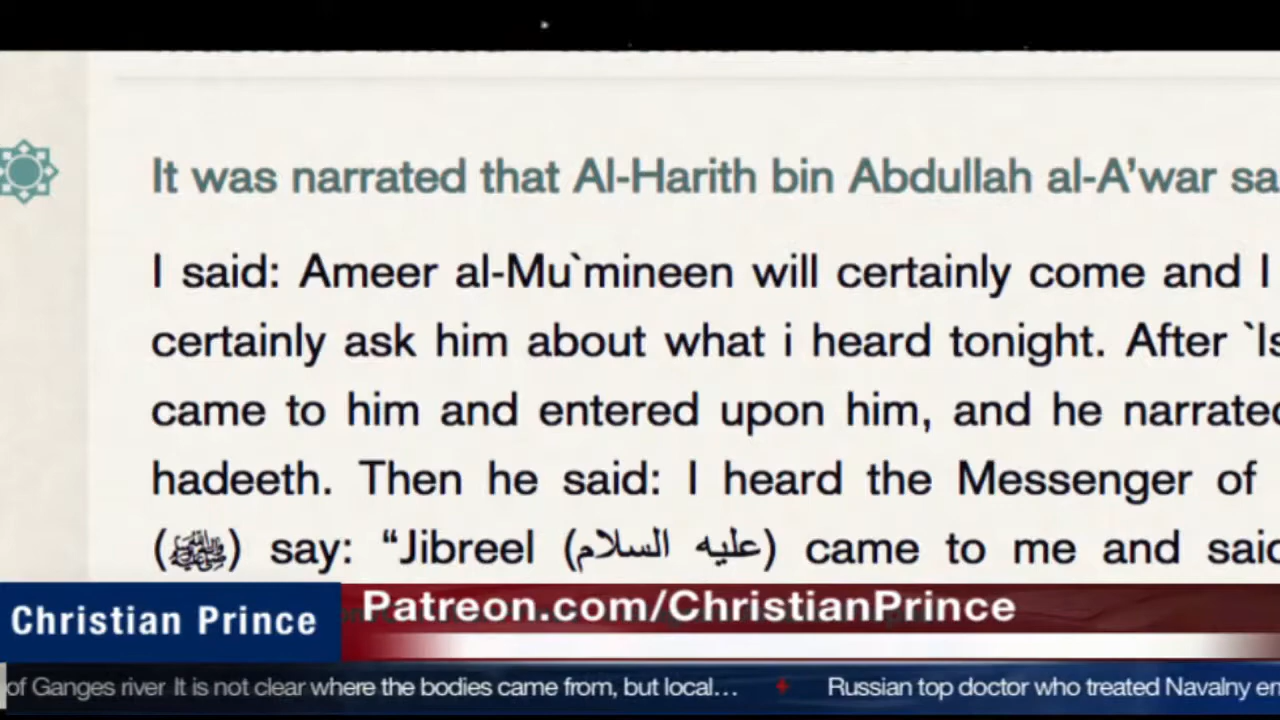 It was narrated that Al-Harith bin Abdullah al-A’war sa
I said: Ameer al-Mu`mineen will certainly come and I
certainly ask him about what i heard tonight. After `Is
came to him and entered upon him, and he narrated
hadeeth. Then he said: I heard the Messenger of
(ﷺ) say: “Jibreel (عليه السلام) came to me and said
Christian Prince
Patreon.com/ChristianPrince
of Ganges river It is not clear where the bodies came from, but local… Russian top doctor who treated Navalny en